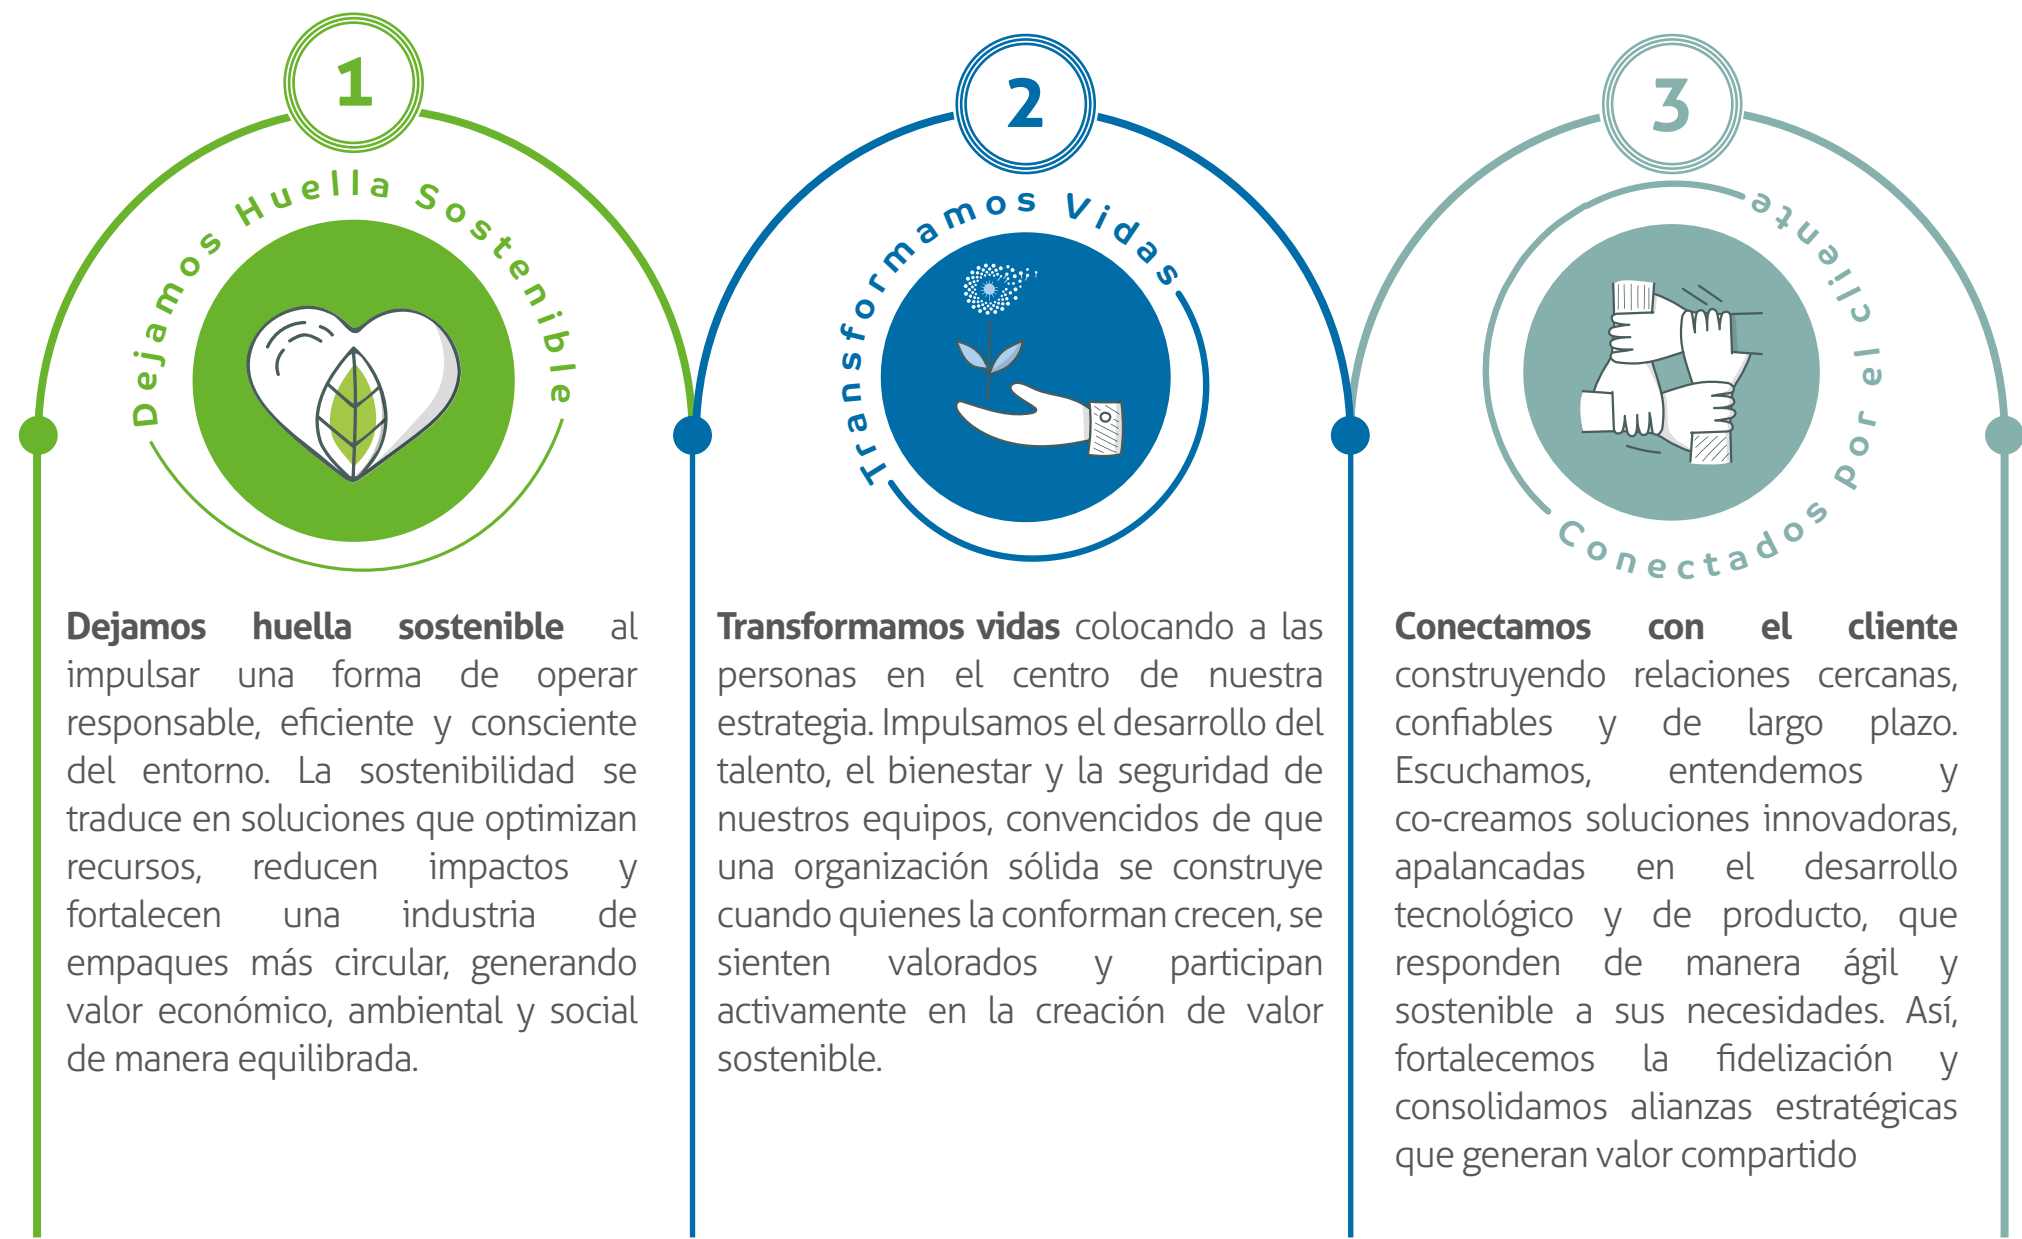 1
Dejamos Huella Sostenible
Dejamos huella sostenible al
impulsar una forma de operar
responsable, eficiente y consciente
del entorno. La sostenibilidad se
traduce en soluciones que optimizan
recursos, reducen impactos y
fortalecen una industria de
empaques más circular, generando
valor económico, ambiental y social
de manera equilibrada.
2
Transformamos Vidas
Transformamos vidas colocando a las
personas en el centro de nuestra
estrategia. Impulsamos el desarrollo del
talento, el bienestar y la seguridad de
nuestros equipos, convencidos de que
una organización sólida se construye
cuando quienes la conforman crecen, se
sienten valorados y participan
activamente en la creación de valor
sostenible.
3
Conectados por el cliente
Conectamos con el cliente
construyendo relaciones cercanas,
confiables y de largo plazo.
Escuchamos, entendemos y
co-creamos soluciones innovadoras,
apalancadas en el desarrollo
tecnológico y de producto, que
responden de manera ágil y
sostenible a sus necesidades. Así,
fortalecemos la fidelización y
consolidamos alianzas estratégicas
que generan valor compartido